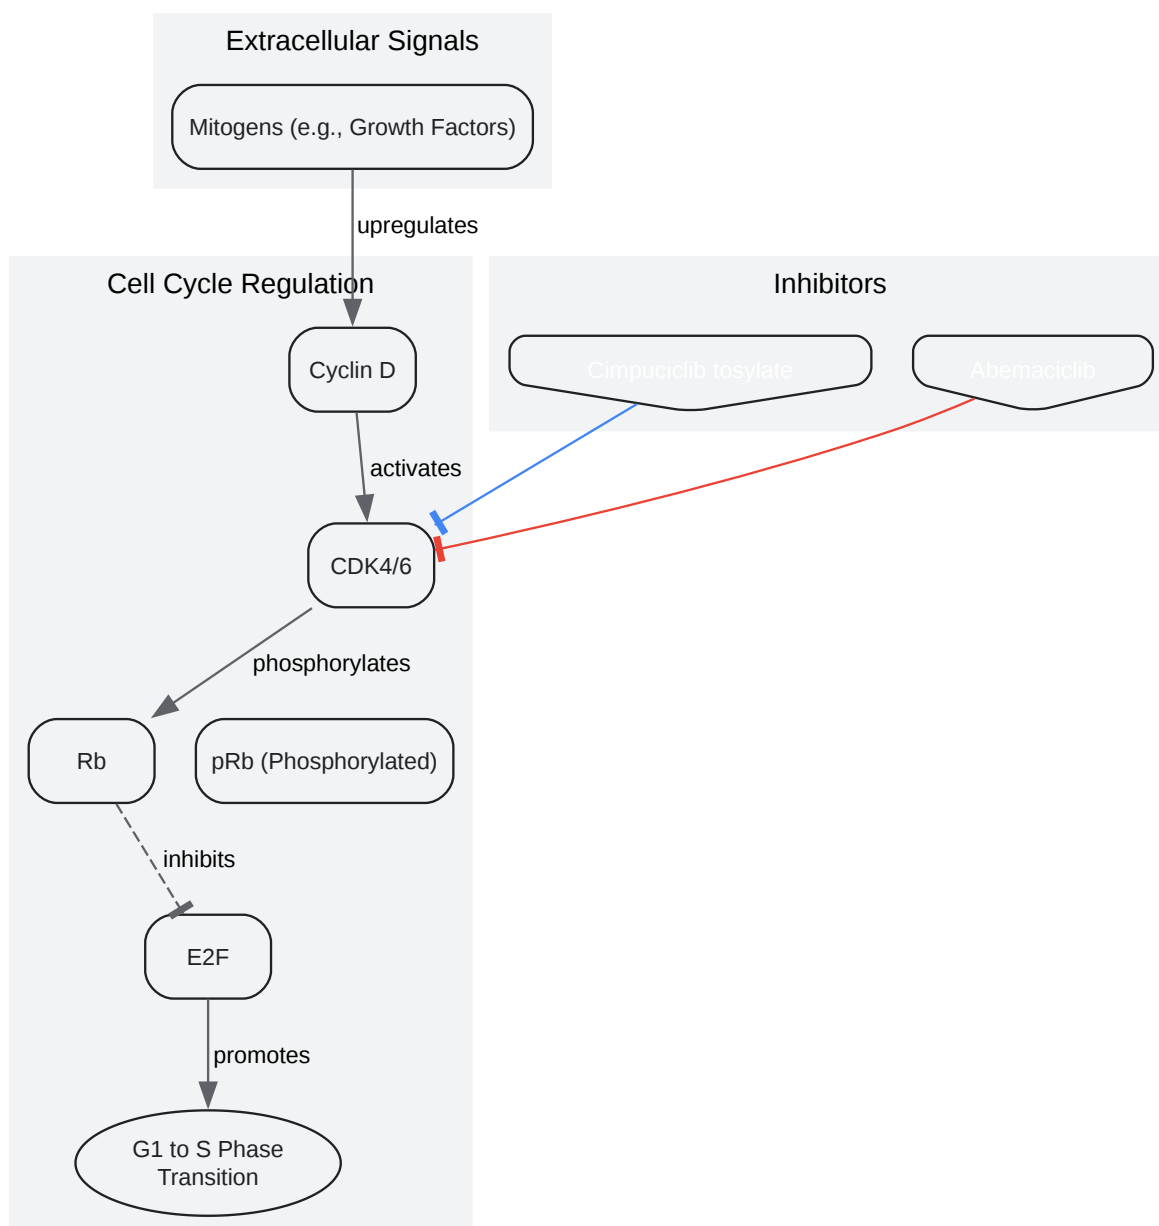 Extracellular Signals
Mitogens (e.g., Growth Factors)
upregulates
Cell Cycle Regulation
Inhibitors
Cyclin D
Cimpuciclib tosylate
Abemaciclib
activates
CDK4/6
phosphorylates
Rb
pRb (Phosphorylated)
inhibits
E2F
promotes
G1 to S Phase
Transition